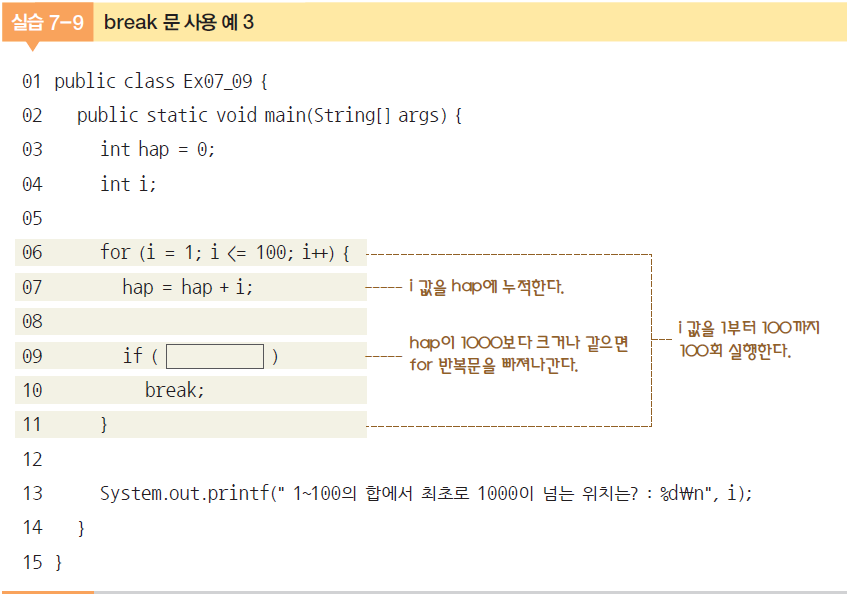 실습 7-9 break 문 사용 예 3
01 public class Ex07_09 {
02 public static void main(String[] args) {
03 int hap = 0;
04 int i;
05
06 for (i = 1; i <= 100; i++) {
07 hap = hap + i; i 값을 hap에 누적한다.
08
09 if ( ) hap이 1000보다 크거나 같으면
for 반복문을 빠져나간다.
i 값을 1부터 100까지
100회 실행한다.
10 break;
11 }
12
13 System.out.printf(" 1~100의 합에서 최초로 1000이 넘는 위치는? : %d₩n", i);
14 }
15 }